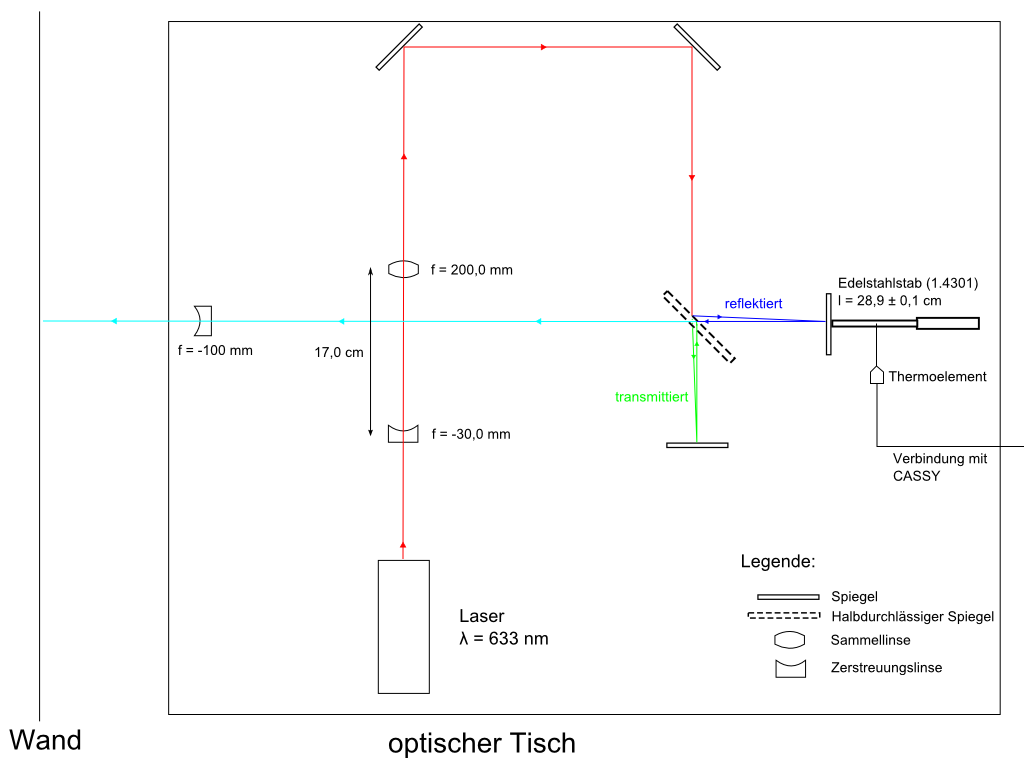 f = 200,0 mm
Edelstahlstab (1.4301)
l = 28,9 ± 0,1 cm
reflektiert
f = -100 mm
17,0 cm
Thermoelement
transmittiert
f = -30,0 mm
Verbindung mit
CASSY
Legende:
Spiegel
Halbdurchlässiger Spiegel
Sammellinse
Zerstreuungslinse
Laser
λ = 633 nm
Wand
optischer Tisch